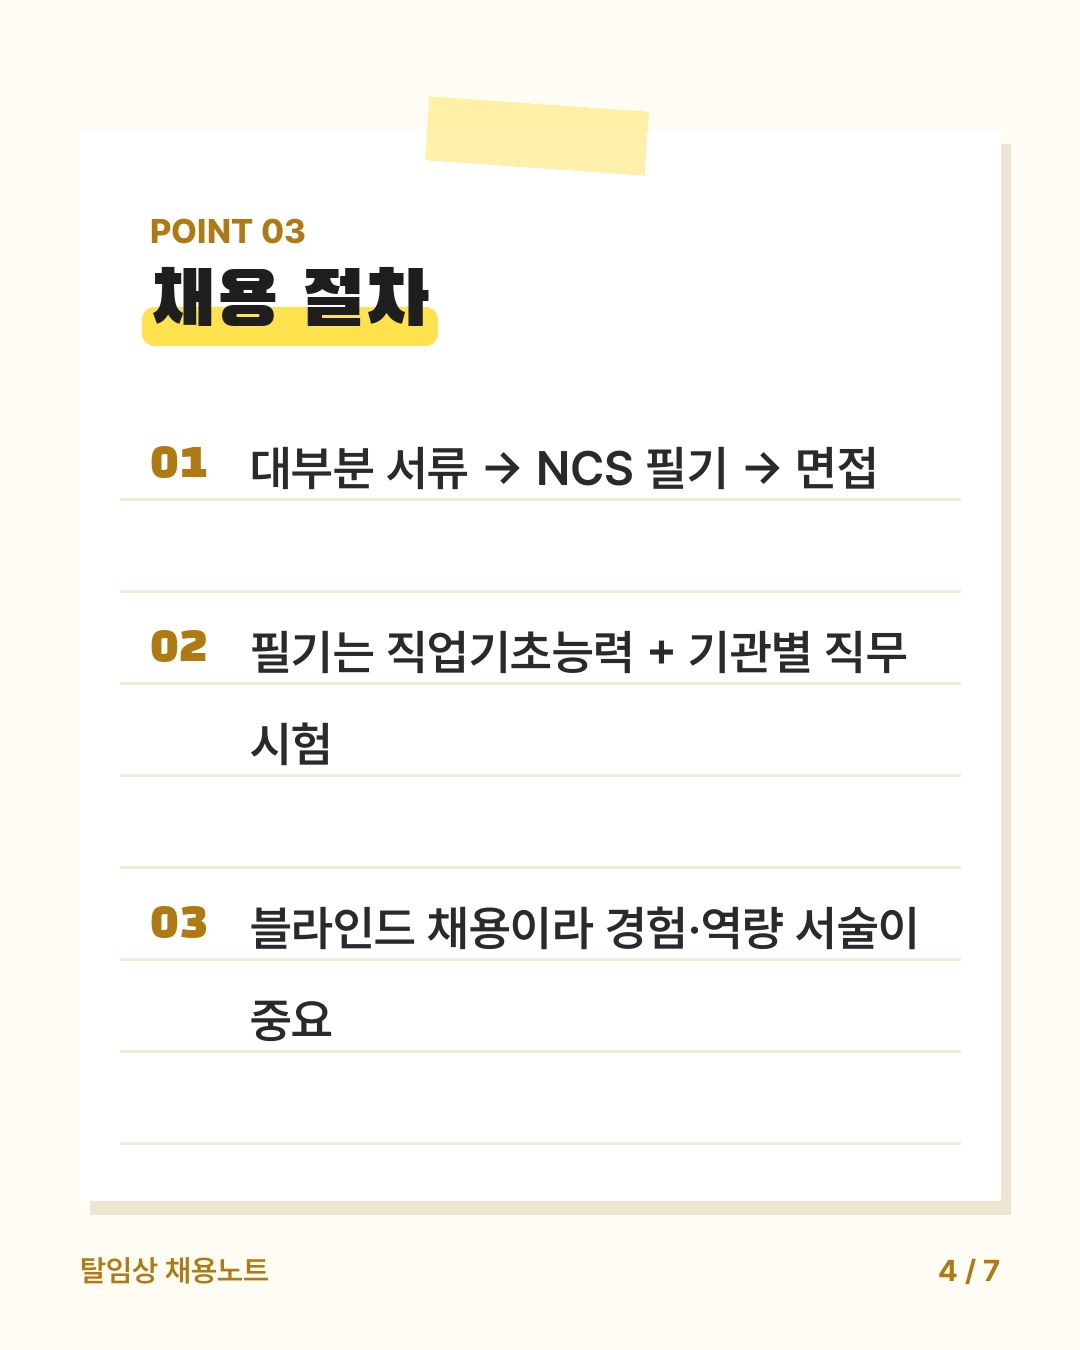 POINT 03
채용 절차
01 대부분 서류 → NCS 필기 → 면접
02 필기는 직업기초능력 + 기관별 직무
시험
03 블라인드 채용이라 경험·역량 서술이
중요
탈임상 채용노트
4 / 7